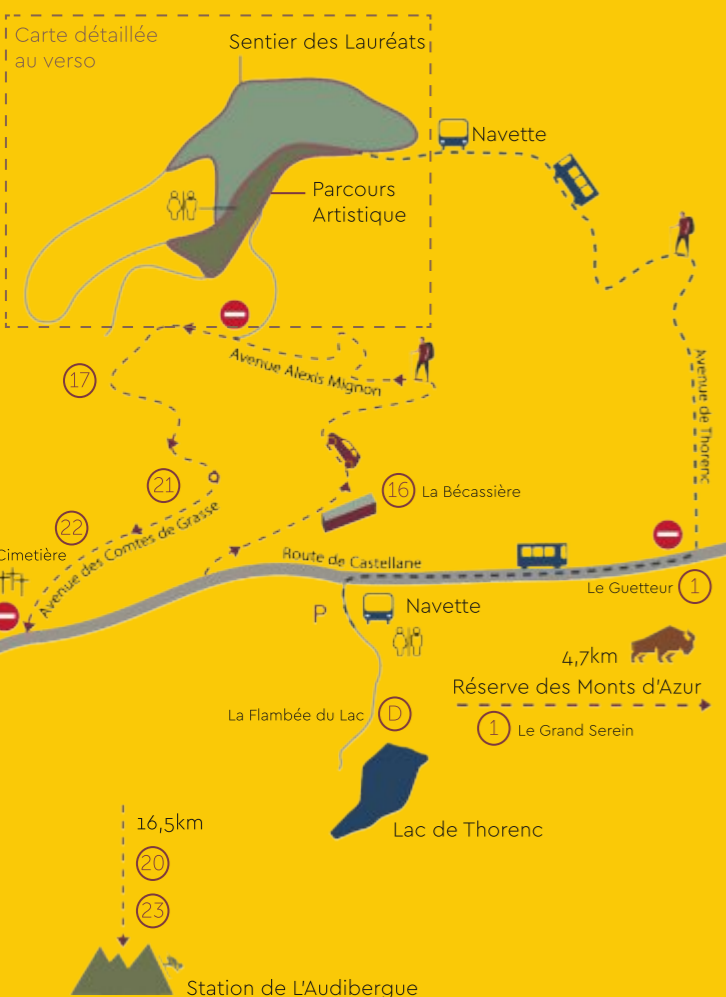 Carte détaillée
au verso
Sentier des Lauréats
Navette
Parcours
Artistique
Avenue Alexis Mignon
17
Avenue de Thorenc
16 La Bécassière
21
22
Avenue des Comtes de Grasse
Cimetière
Route de Castellane
Le Guetteur 1
P
Navette
4,7km
Réserve des Monts d'Azur
La Flambée du Lac D
1 Le Grand Serein
Lac de Thorenc
16,5km
20
23
Station de L'Audibergue